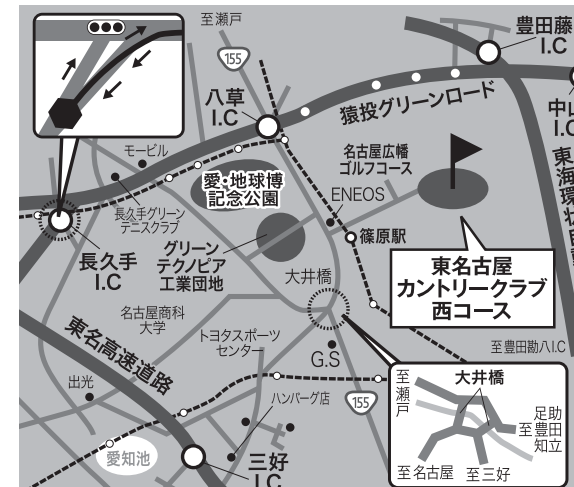 至瀬戸
155
豊田藤
I.C
八草
I.C
猿投グリーンロード
中山
I.C
モービル
名古屋広幡
ゴルフコース
愛・地球博
記念公園
ENEOS
長久手グリーン
テニスクラブ
東海環状自動
長久手
I.C
グリーン
テクノピア
工業団地
篠原駅
大井橋
東名古屋
カントリークラブ
西コース
名古屋商科
大学
東名高速道路
トヨタスポーツ
センター
G.S
至豊田勘八I.C
出光
ハンバーグ店
155
至瀬戸
大井橋
足助
至豊田
知立
至名古屋
至三好
愛知池
三好
I.C